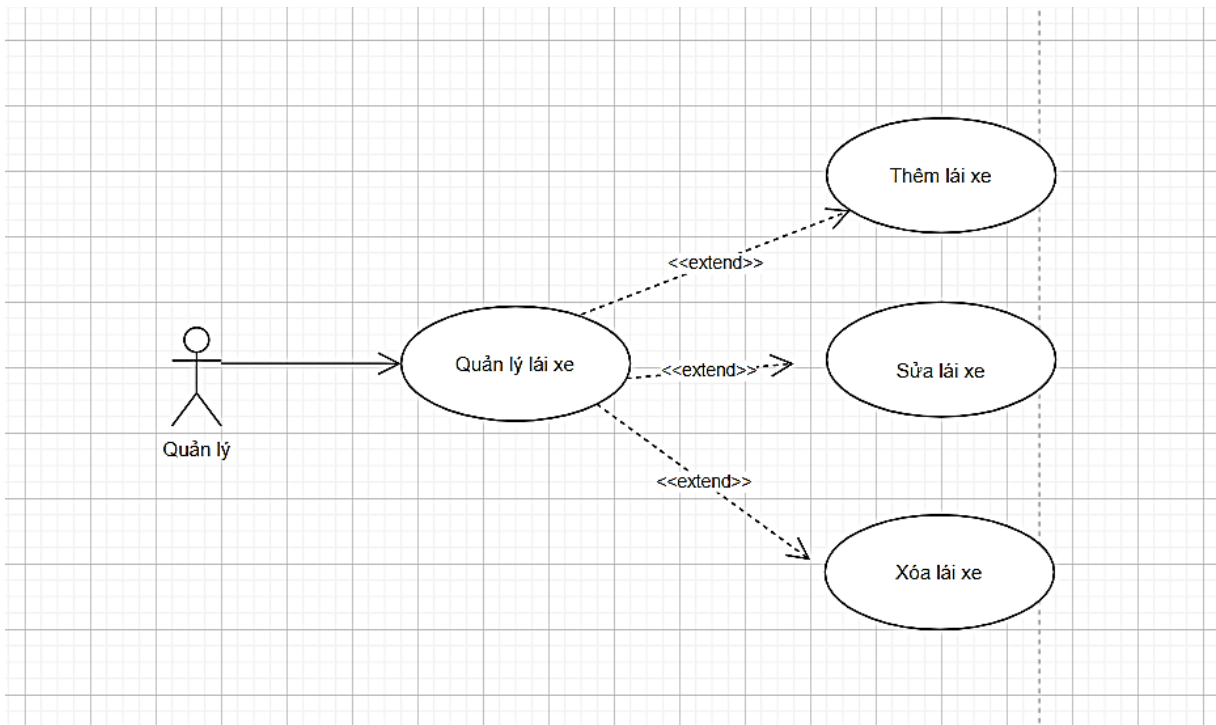 Thêm lái xe
<<extend>>
Quản lý lái xe
<<extend>>
Sửa lái xe
Quản lý
<<extend>>
Xóa lái xe